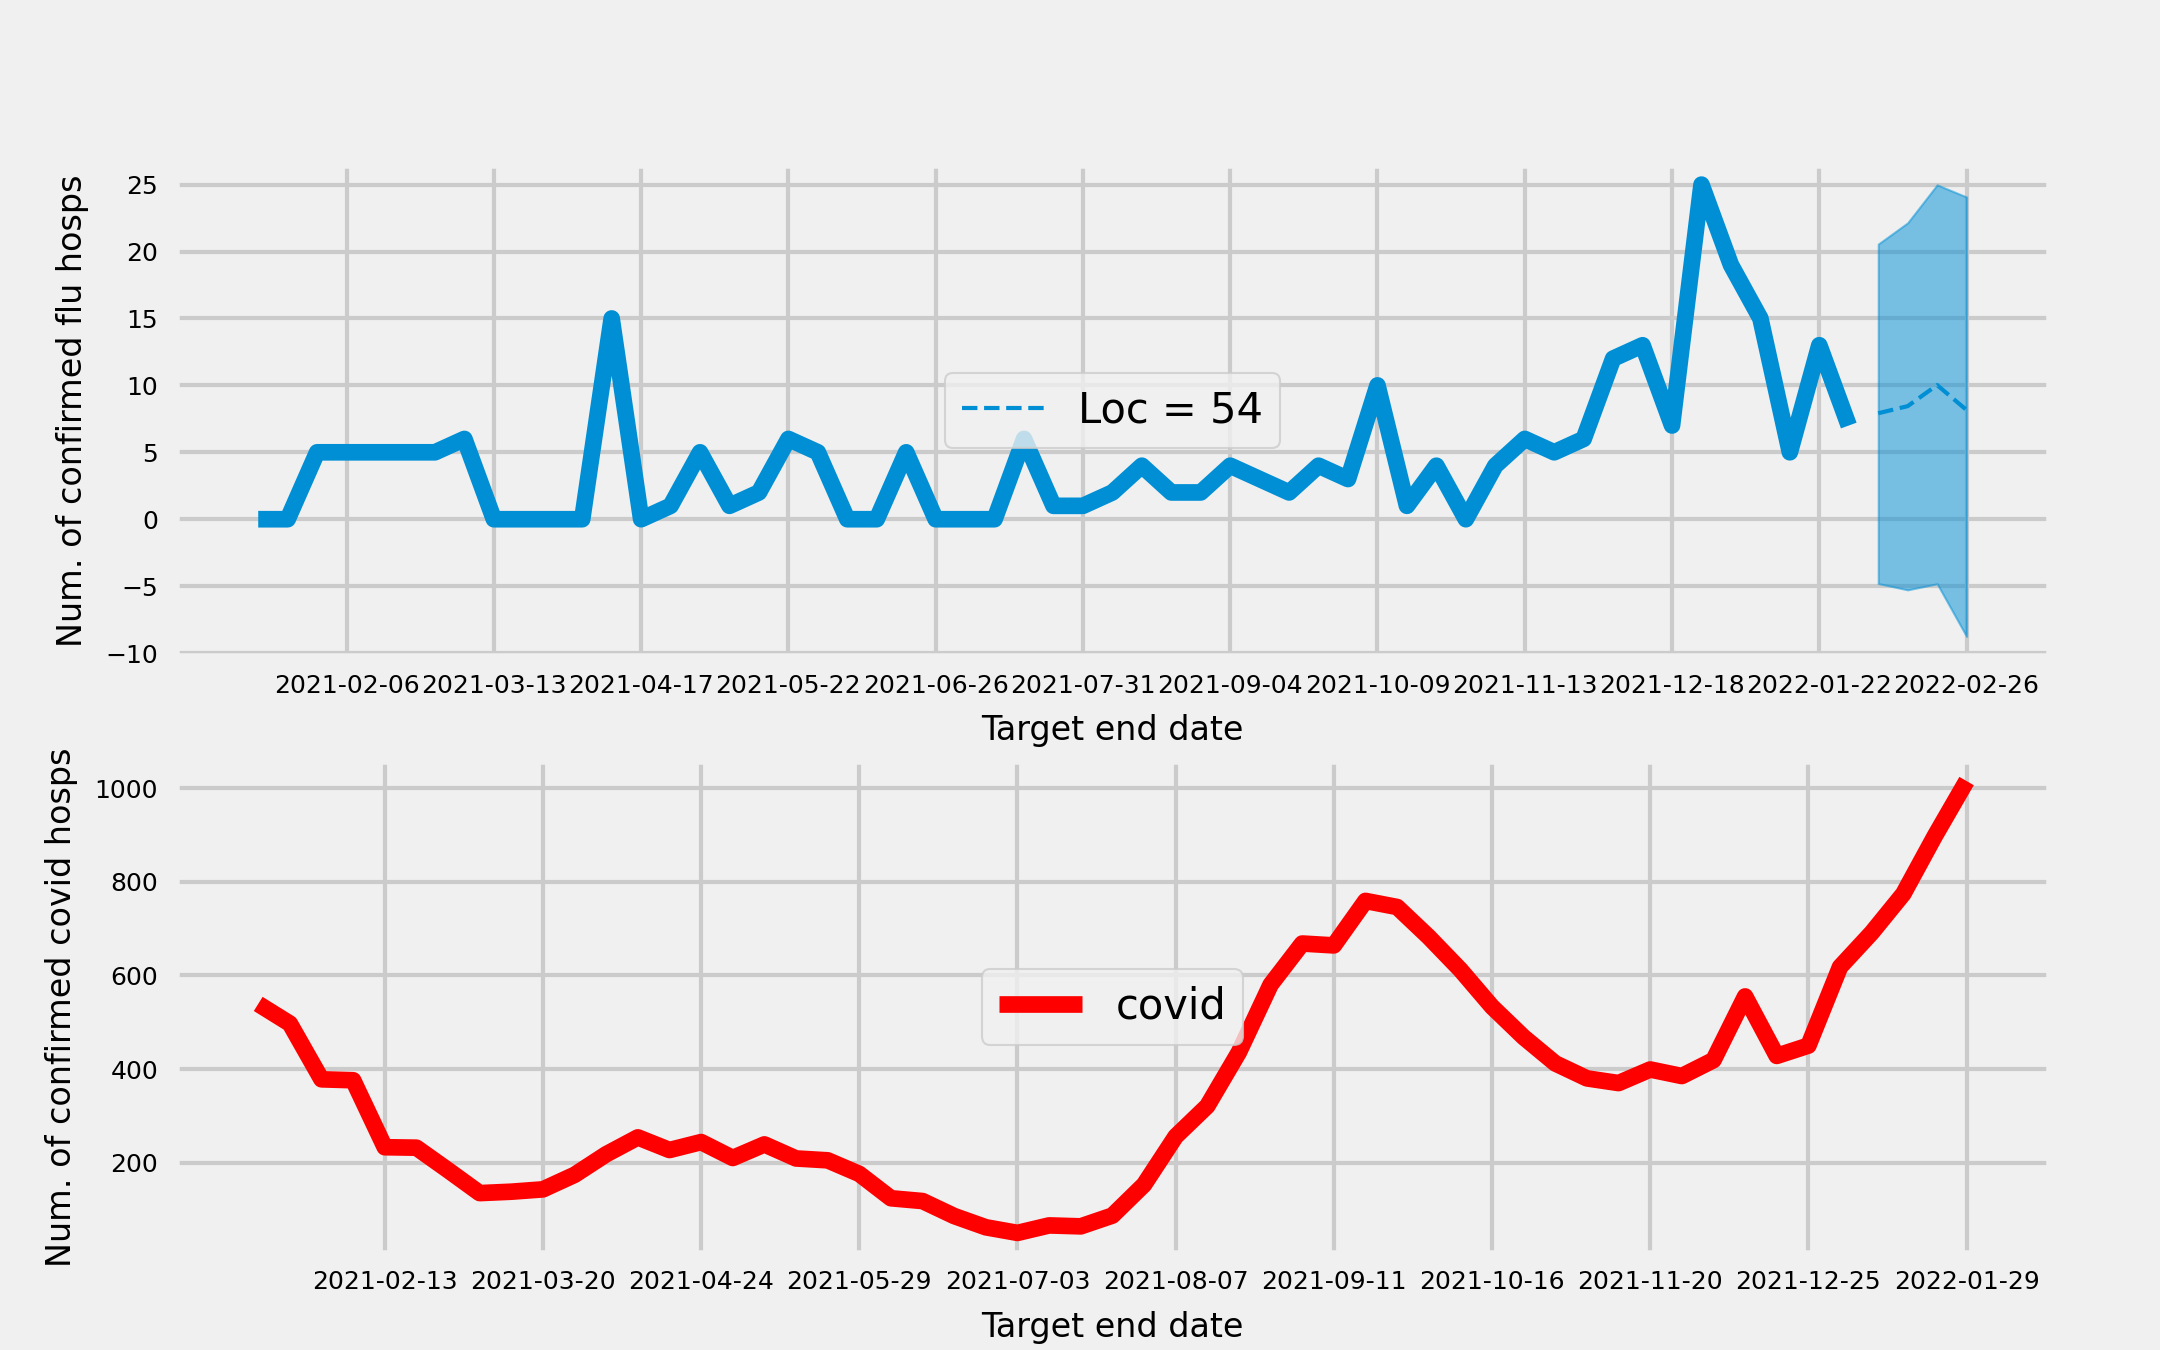 Num. of confirmed flu hosps
25
20
15
10
5
0
−5
−10
Loc = 54
2021-02-06 2021-03-13 2021-04-17 2021-05-22 2021-06-26 2021-07-31 2021-09-04 2021-10-09 2021-11-13 2021-12-18 2022-01-22 2022-02-26
Target end date
Num. of confirmed covid hosps
1000
800
600
400
200
covid
2021-02-13 2021-03-20 2021-04-24 2021-05-29 2021-07-03 2021-08-07 2021-09-11 2021-10-16 2021-11-20 2021-12-25 2022-01-29
Target end date